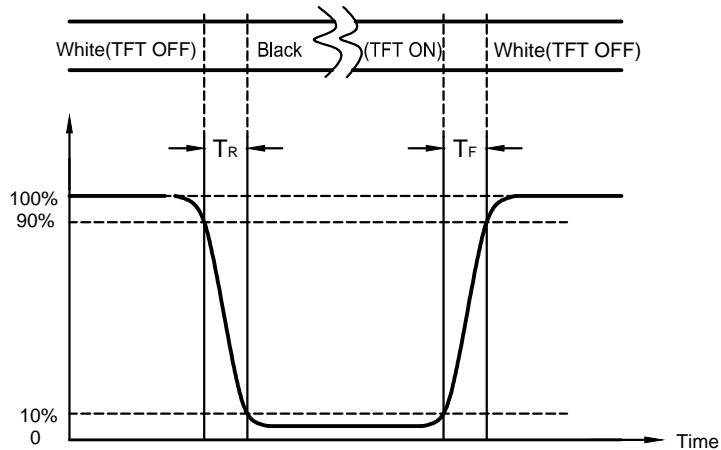 White(TFT OFF) Black (TFT ON) White(TFT OFF)
TR TF
100%
90%
10%
0
Time